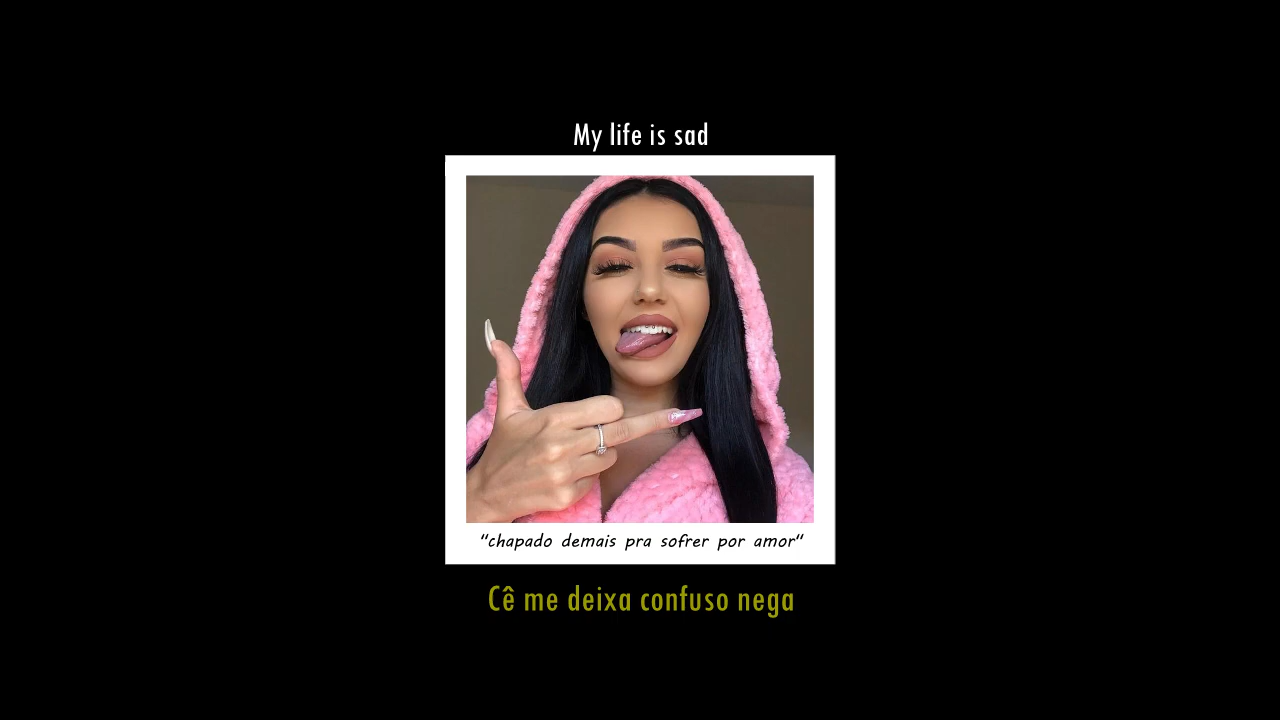 My life is sad
"chapado demais pra sofrer por amor"
Cê me deixa confuso nega